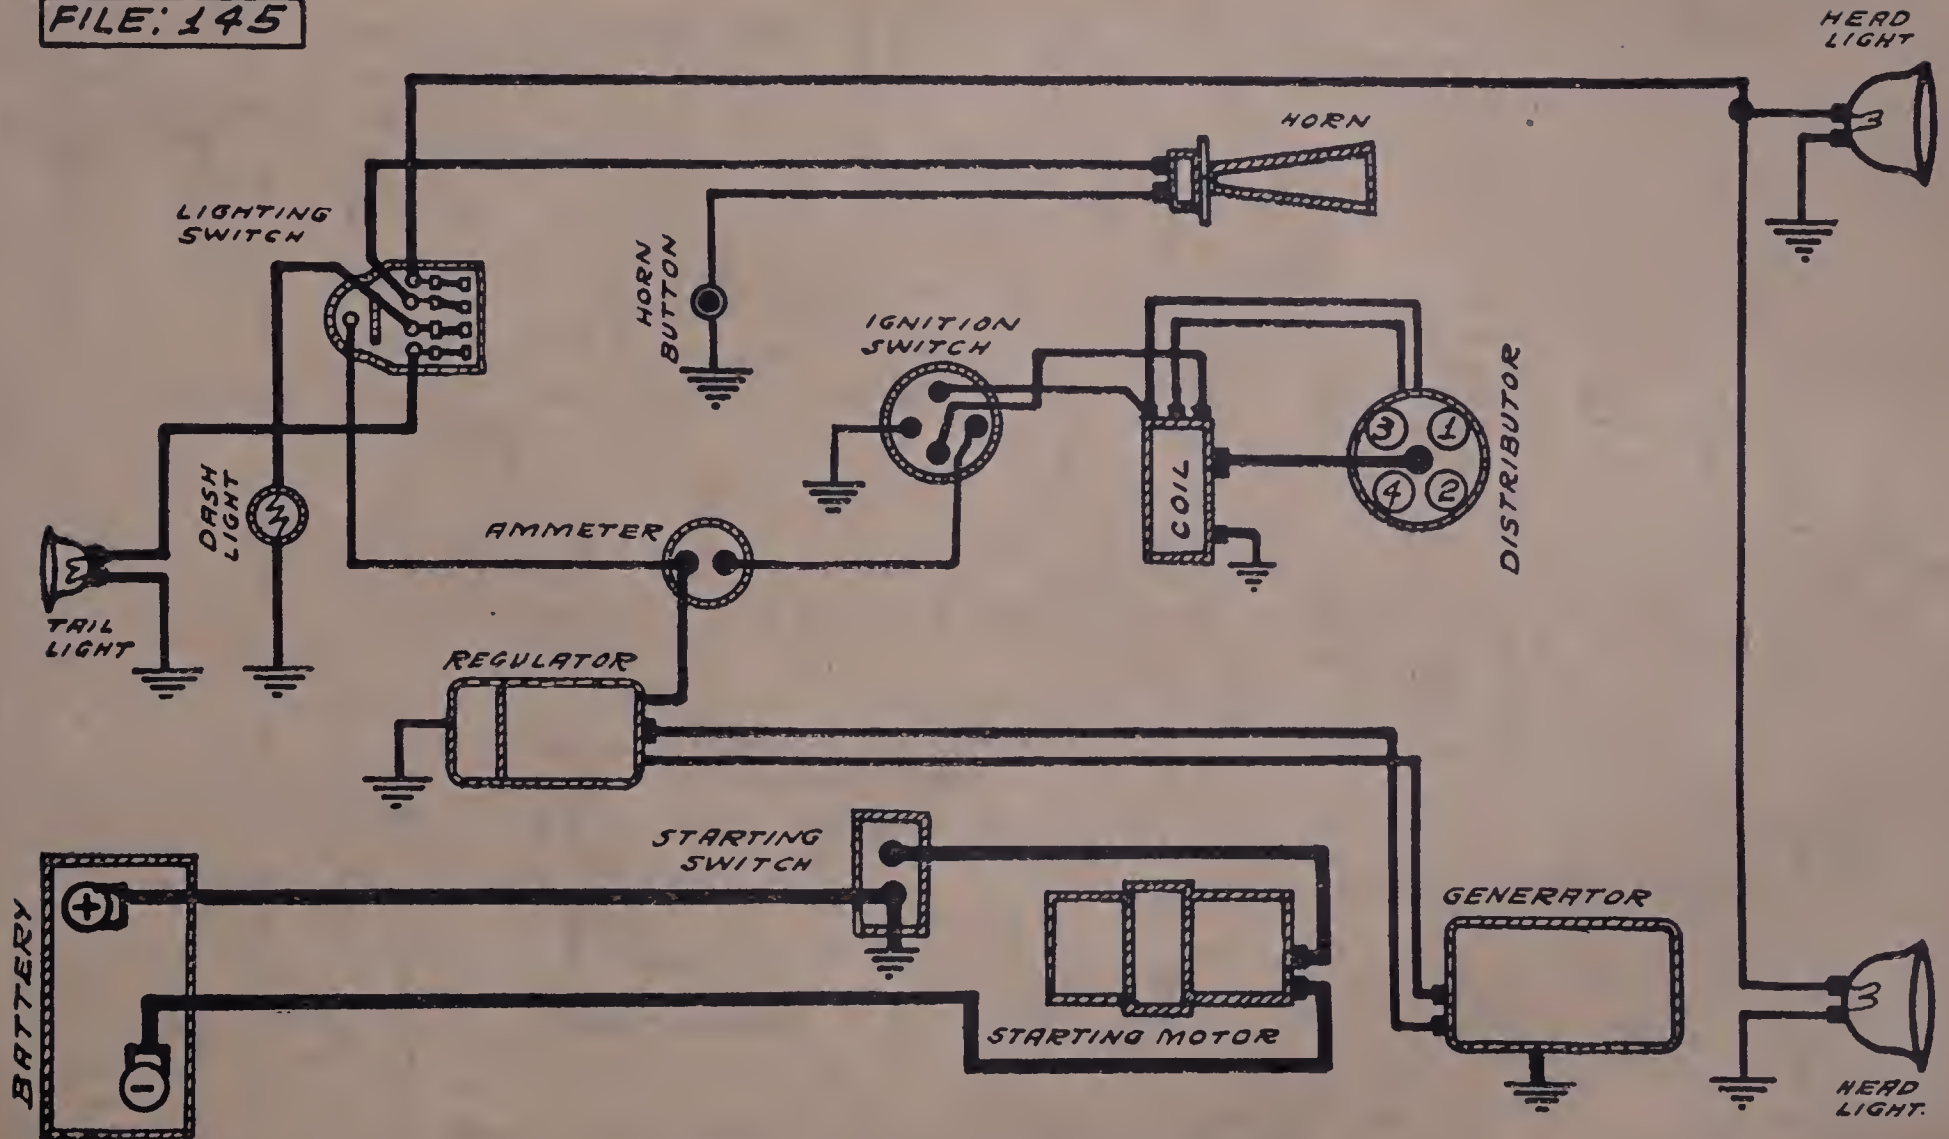 FILE: 145
HEAD
LIGHT
HORN
LIGHTING
SWITCH
HORN
BUTTON
IGNITION
SWITCH
DISTRIBUTOR
3
1
4
2
COIL
DASH
LIGHT
AMMETER
TAIL
LIGHT
REGULATOR
STARTING
SWITCH
GENERATOR
BATTERY
+
-
STARTING MOTOR
HEAD
LIGHT.